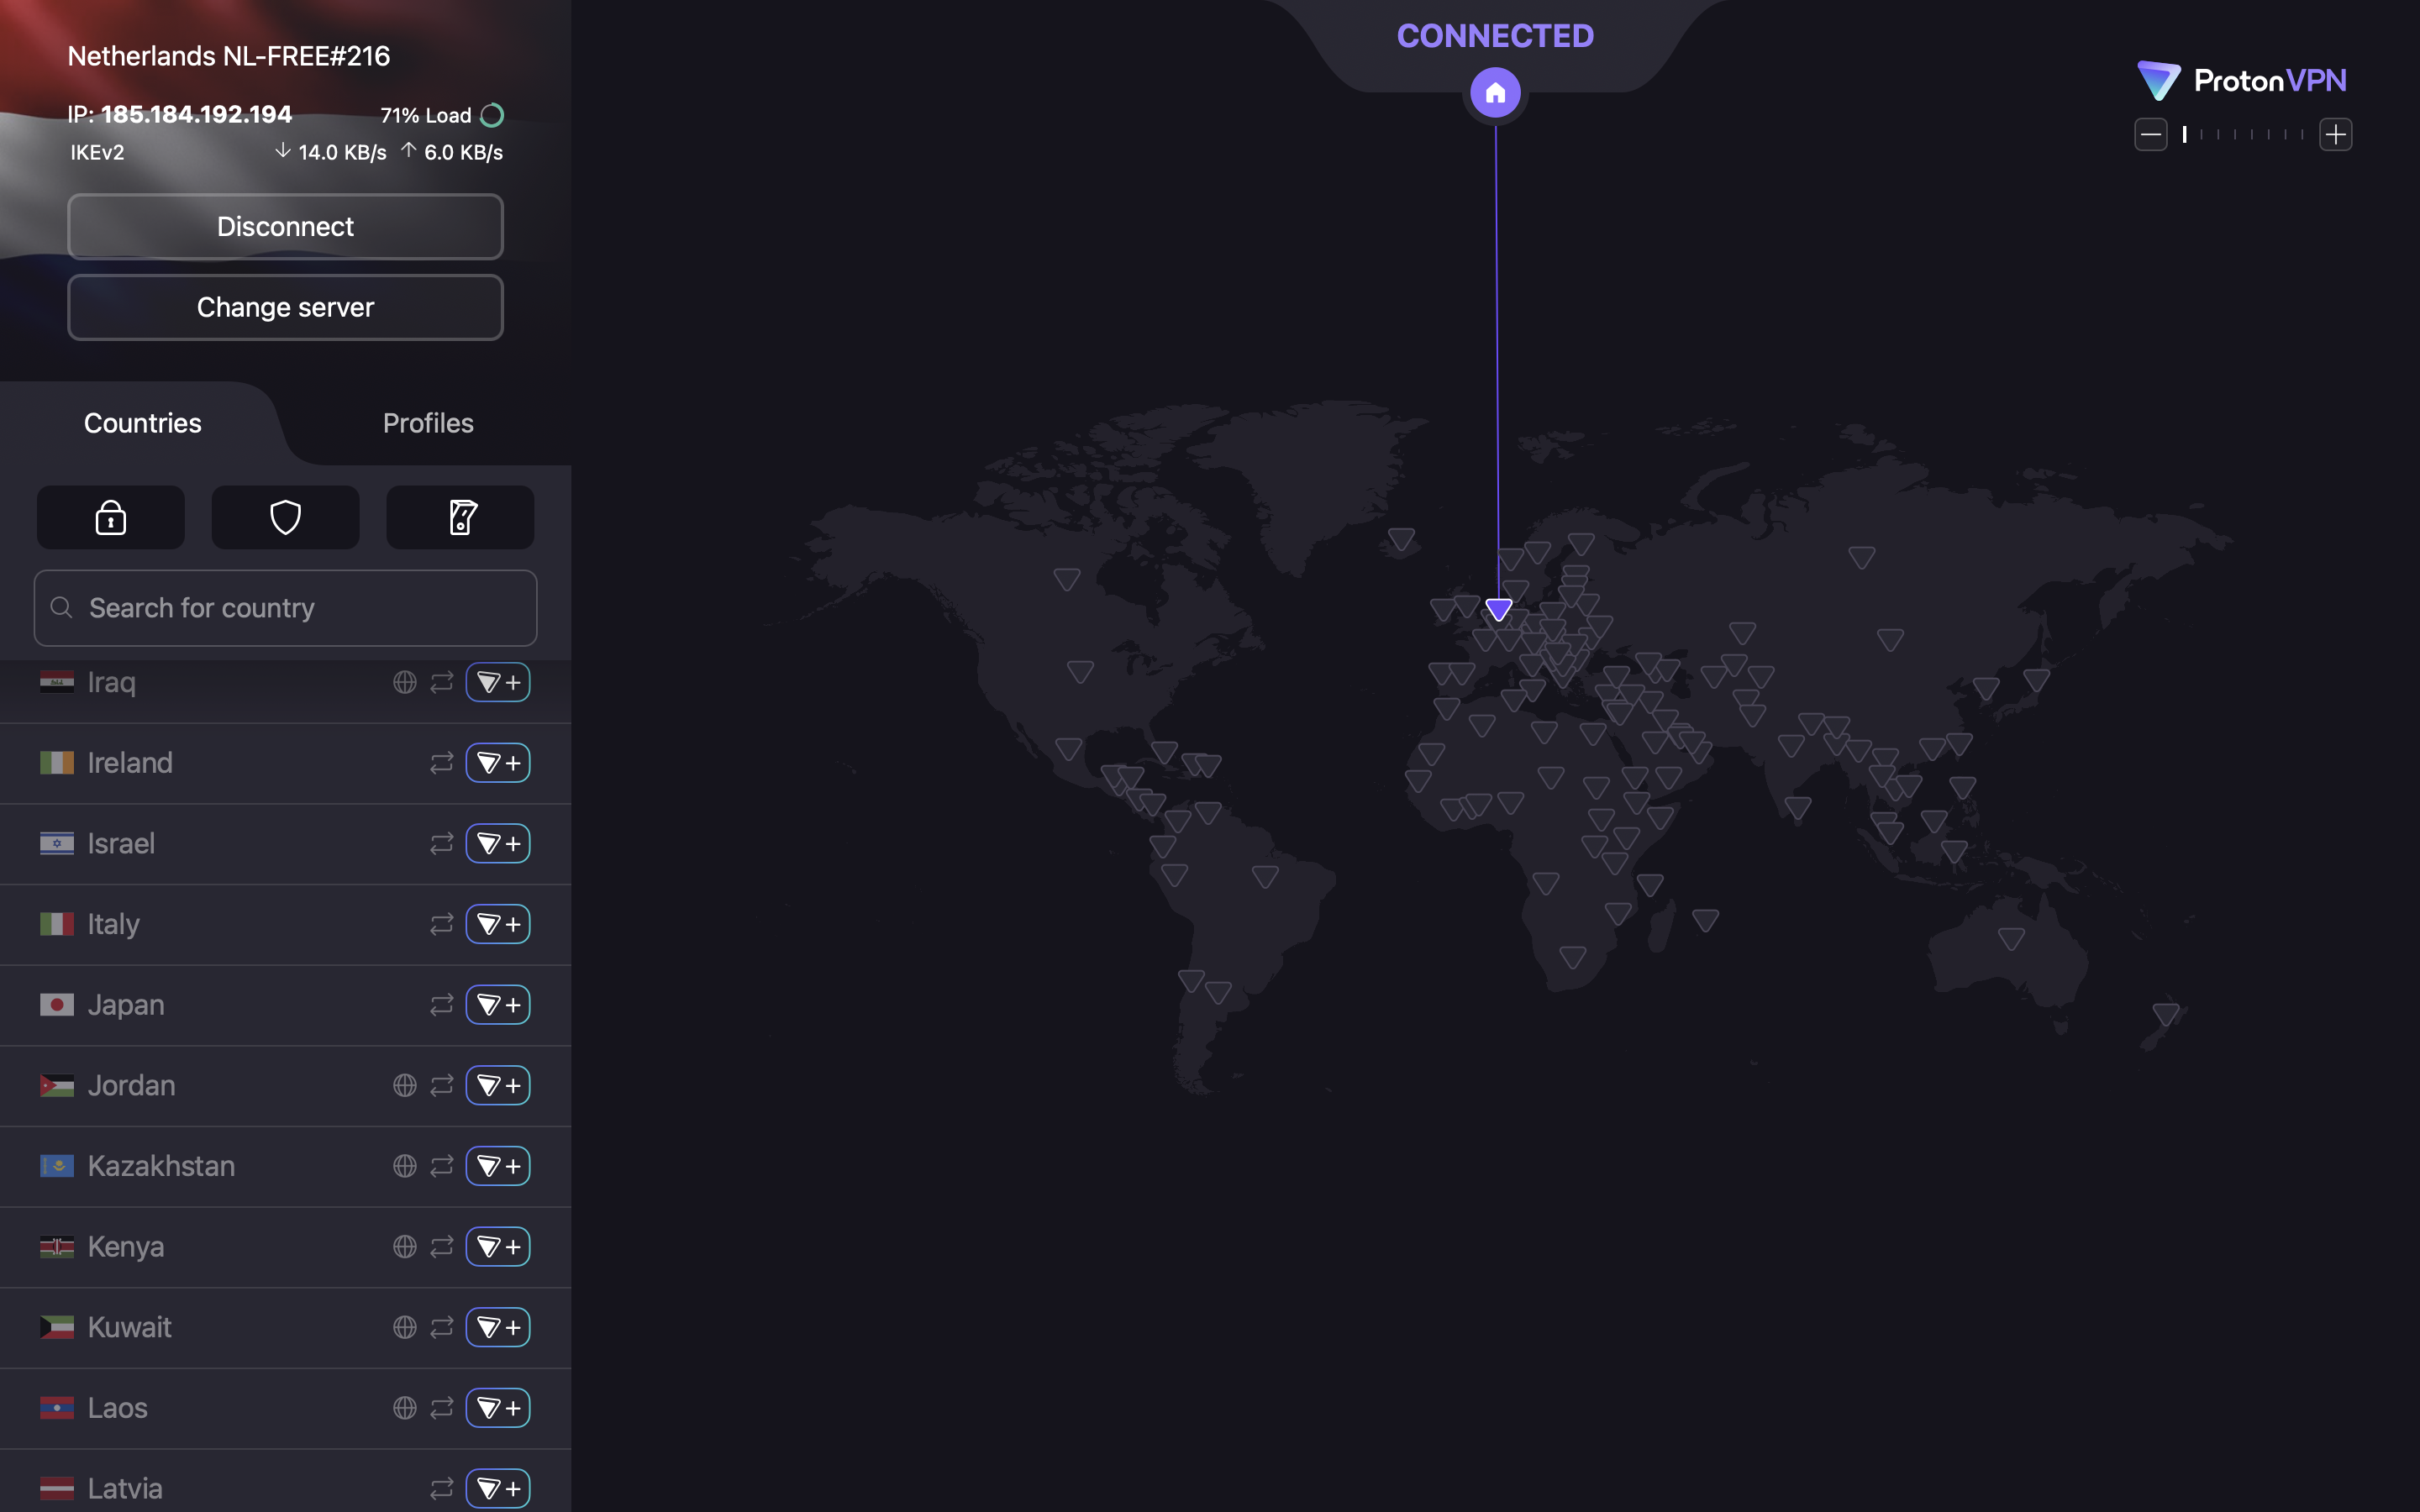 Netherlands NL-FREE#216
IP: 185.184.192.194 71% Load
IKEv2 ↓ 14.0 KB/s ↑ 6.0 KB/s
Disconnect
Change server
Countries Profiles
Search for country
Iraq
Ireland
Israel
Italy
Japan
Jordan
Kazakhstan
Kenya
Kuwait
Laos
Latvia
CONNECTED
ProtonVPN